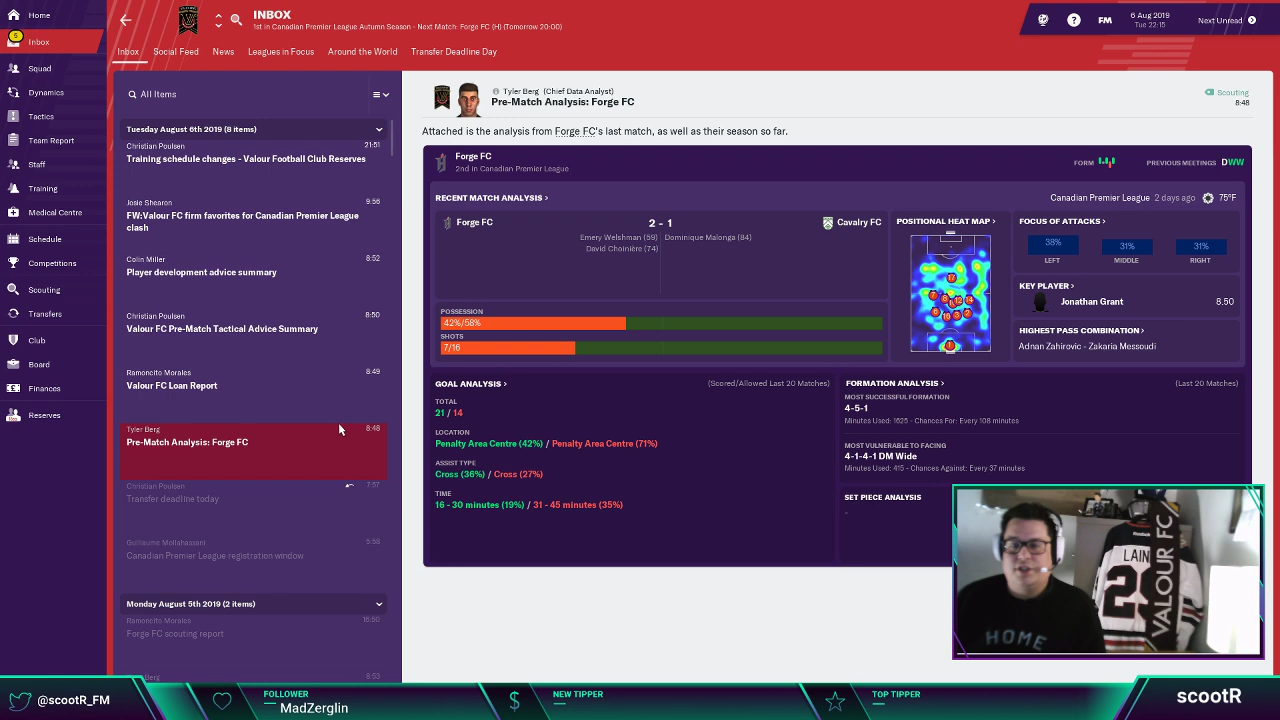 Home
5
Inbox
Squad
Dynamics
Tactics
Team Report
Staff
Training
Medical Centre
Schedule
Competitions
Scouting
Transfers
Club
Board
Finances
Reserves
INBOX
1st in Canadian Premier League Autumn Season - Next Match: Forge FC (H) (Tomorrow 20:00)
FM
6 Aug 2019
Tue 22:15
Next Unread
Inbox Social Feed News Leagues in Focus Around the World Transfer Deadline Day
All Items
Tuesday August 6th 2019 (8 items)
Christian Poulsen 21:51
Training schedule changes - Valour Football Club Reserves
Josie Shearon 9:56
FW:Valour FC firm favorites for Canadian Premier League
clash
Colin Miller 8:52
Player development advice summary
Christian Poulsen 8:50
Valour FC Pre-Match Tactical Advice Summary
Ramoncito Morales 8:49
Valour FC Loan Report
Tyler Berg 8:48
Pre-Match Analysis: Forge FC
Christian Poulsen 7:57
Transfer deadline today
Guillaume Mollahassani 5:58
Canadian Premier League registration window
Monday August 5th 2019 (2 items)
Ramoncito Morales 16:50
Forge FC scouting report
Berg 8:53
Tyler Berg (Chief Data Analyst)
Pre-Match Analysis: Forge FC
Scouting
8:48
Attached is the analysis from Forge FC's last match, as well as their season so far.
Forge FC
2nd in Canadian Premier League
FORM
PREVIOUS MEETINGS DWW
RECENT MATCH ANALYSIS >
Canadian Premier League 2 days ago 75°F
Forge FC 2 - 1 Cavalry FC
Emery Welshman (59) Dominique Malonga (84)
David Choinière (74)
POSSESSION
42%/58%
SHOTS
7/16
POSITIONAL HEAT MAP >
FOCUS OF ATTACKS >
38% 31% 31%
LEFT MIDDLE RIGHT
KEY PLAYER >
Jonathan Grant 8.50
HIGHEST PASS COMBINATION >
Adnan Zahirovic - Zakaria Messoudi
GOAL ANALYSIS > (Scored/Allowed Last 20 Matches)
TOTAL
21 / 14
LOCATION
Penalty Area Centre (42%) / Penalty Area Centre (71%)
ASSIST TYPE
Cross (36%) / Cross (27%)
TIME
16 - 30 minutes (19%) / 31 - 45 minutes (35%)
FORMATION ANALYSIS > (Last 20 Matches)
MOST SUCCESSFUL FORMATION
4-5-1
Minutes Used: 1625 - Chances For: Every 108 minutes
MOST VULNERABLE TO FACING
4-1-4-1 DM Wide
Minutes Used: 415 - Chances Against: Every 37 minutes
SET PIECE ANALYSIS
-
LAIN
2
VALOUR FC
HOME
@scootR_FM
FOLLOWER
MadZerglin
NEW TIPPER
TOP TIPPER
scootR